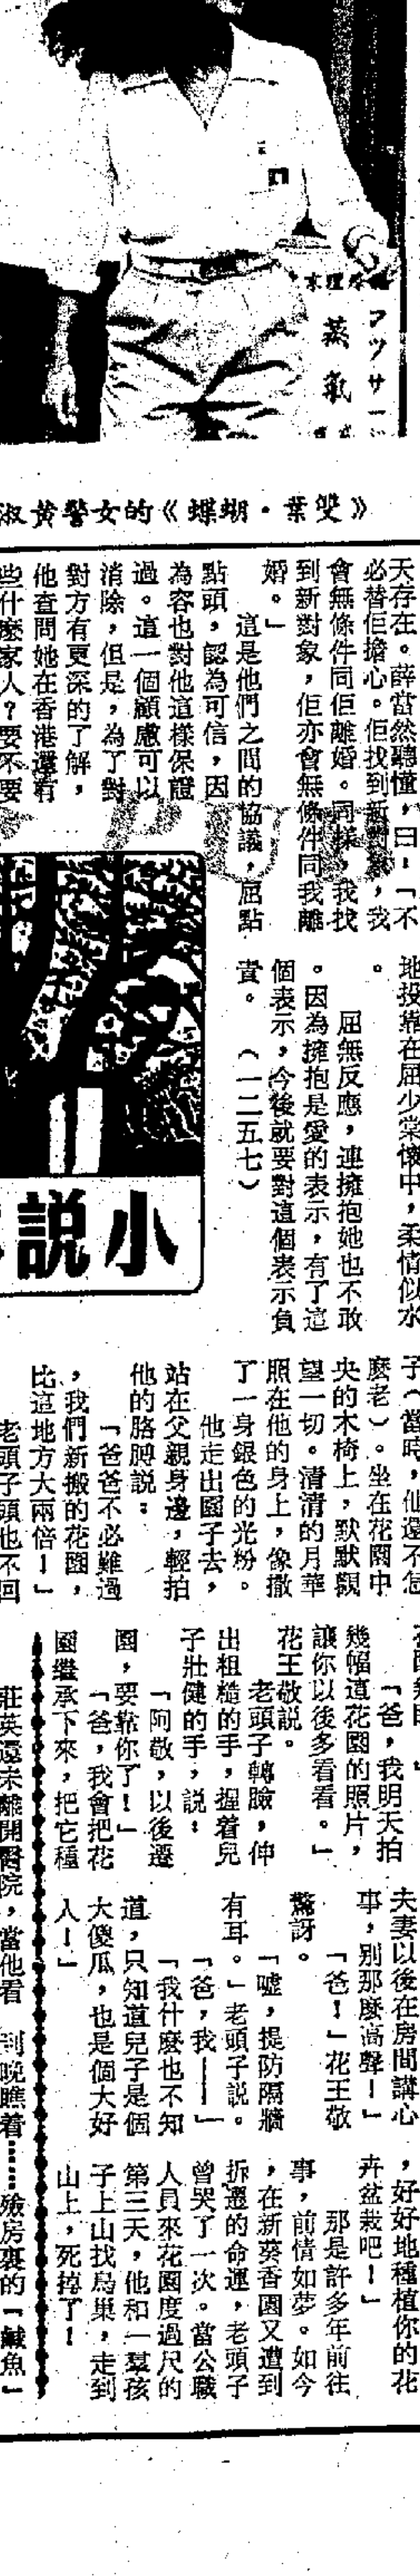 蒸氣
フツサー
《雙葉・蝴蝶》的女警黃淑
天存在。薛當然聽懂,曰:「不
必替佢擔心。佢找到新對象,我
會無條件同佢離婚。同樣,我找
到新對象,佢亦會無條件同我離
婚。」
這是他們之間的協議,屈點
點頭,認為可信,因
為容也對他這樣保證
過。這一個顧慮可以
消除,但是,為了對
對方有更深的了解,
他查問她在香港還有
些什麼家人?要不要
地投靠在屈少棠懷中,柔情似水
。
屈無反應,連擁抱她也不敢
。因為擁抱是愛的表示,有了這
個表示,今後就要對這個表示負
責。 (一二五七)
小説
子(當時,他還不怎
麽老)。坐在花園中
央的木椅上,默默觀
望一切。清清的月華
照在他的身上,像撒
了一身銀色的光粉。
他走出園子去,
站在父親身邊,輕拍
他的胳膊説:
「爸爸不必難過
,我們新搬的花園,
比這地方大兩倍!」
老頭子頭也不回
「爸,我明天拍
幾幅這花園的照片,
讓你以後多看看。」
花王敬説。
老頭子轉臉,伸
出粗糙的手,握着兒
子壯健的手,説:
「阿敬,以後遷
園,要靠你了!」
「爸,我會把花
園繼承下來,把它種
夫妻以後在房間講心
事,別那麼高聲!」
「爸!」花王敬
驚訝。
「噓,提防隔牆
有耳。」老頭子説。
「爸,我——」
「我什麼也不知
道,只知道兒子是個
大傻瓜,也是個大好
人!」
,好好地種植你的花
卉盆栽吧!」
那是許多年前往
事,前情如夢。如今
,在新葵香園又遭到
拆遷的命運,老頭子
曾哭了一次。當公職
人員來花園度過尺的
第三天,他和一羣孩
子上山找鳥巢,走到
山上,死掉了!
莊英還未離開醫院,當他看
到晚瞧着……殮房裏的「鹹魚」